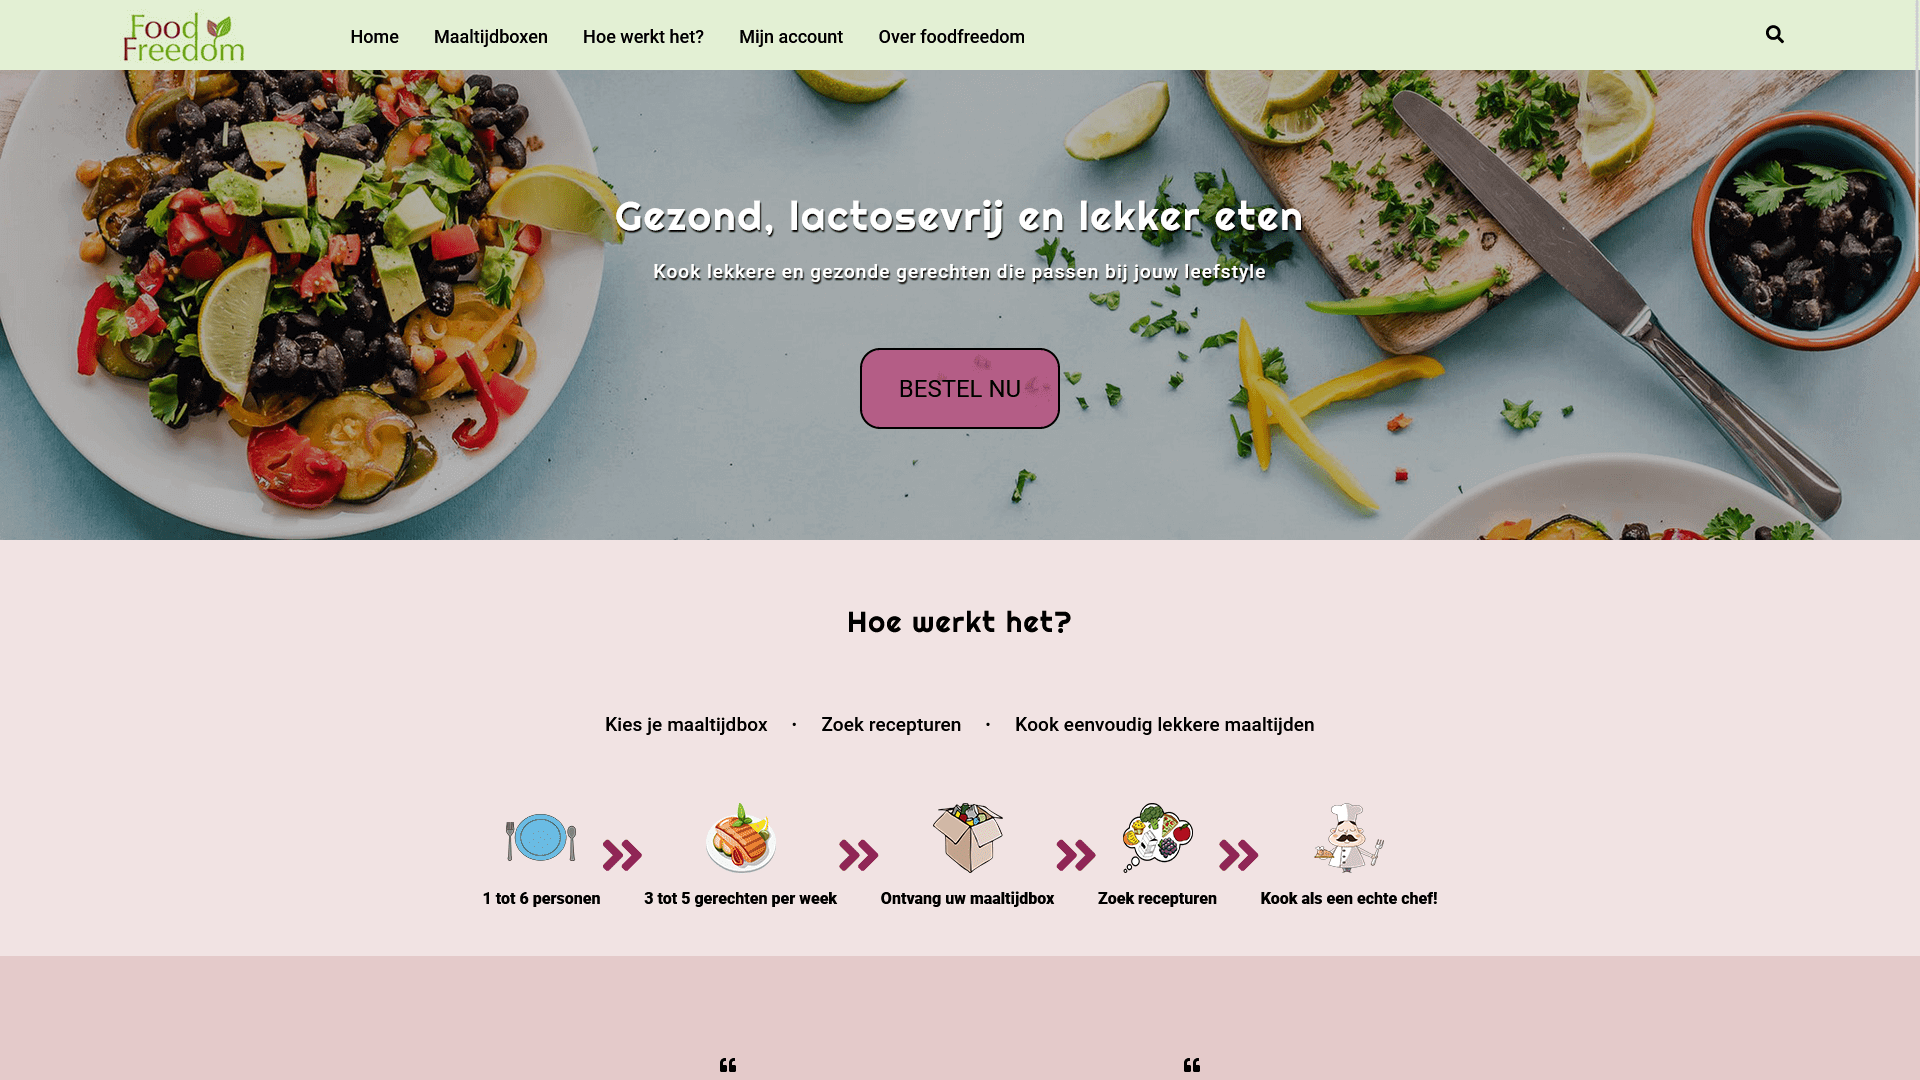 Food
Freedom
Home
Maaltijdboxen
Hoe werkt het?
Mijn account
Over foodfreedom
Gezond, lactosevrij en lekker eten
Kook lekkere en gezonde gerechten die passen bij jouw leefstyle
BESTEL NU
Hoe werkt het?
Kies je maaltijdbox · Zoek recepturen · Kook eenvoudig lekkere maaltijden
1 tot 6 personen
3 tot 5 gerechten per week
Ontvang uw maaltijdbox
Zoek recepturen
Kook als een echte chef!